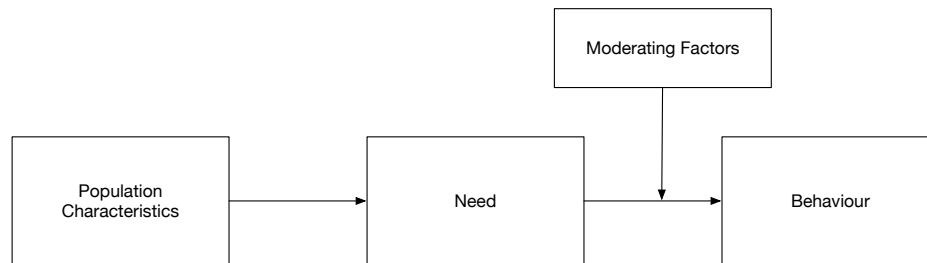 Moderating Factors
Population
Characteristics
Need
Behaviour